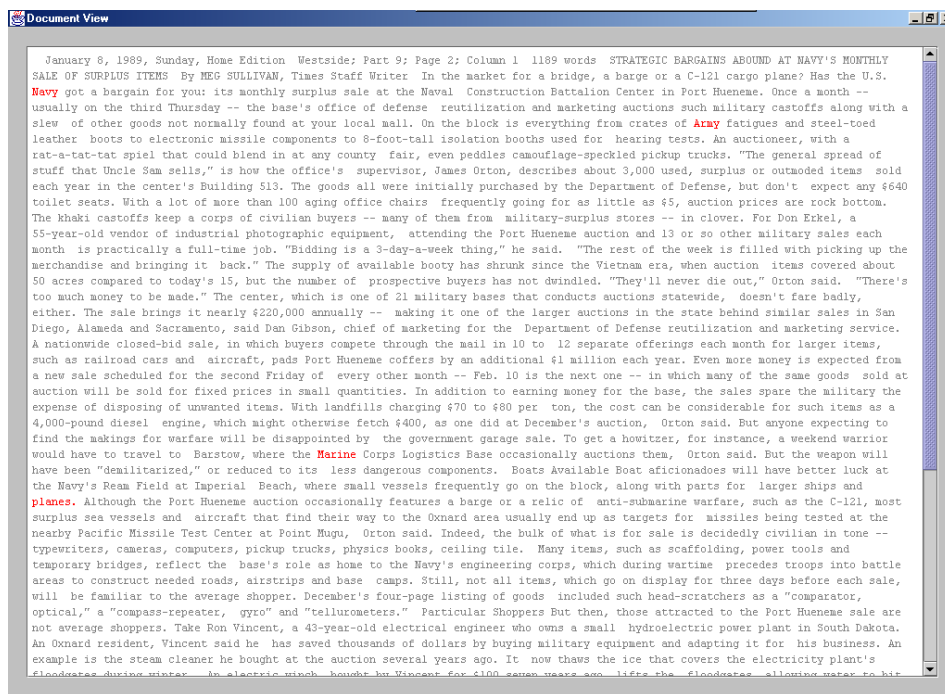 Document View
January 8, 1989, Sunday, Home Edition  Westside; Part 9; Page 2; Column 1  1189 words  STRATEGIC BARGAINS ABOUND AT NAVY'S MONTHLY
SALE OF SURPLUS ITEMS  By MEG SULLIVAN, Times Staff Writer  In the market for a bridge, a barge or a C-121 cargo plane? Has the U.S.
Navy got a bargain for you: its monthly surplus sale at the Naval  Construction Battalion Center in Port Hueneme. Once a month --
usually on the third Thursday -- the base's office of defense  reutilization and marketing auctions such military castoffs along with a
slew  of other goods not normally found at your local mall. On the block is everything from crates of Army fatigues and steel-toed
leather  boots to electronic missile components to 8-foot-tall isolation booths used for  hearing tests. An auctioneer, with a
rat-a-tat-tat spiel that could blend in at any county  fair, even peddles camouflage-speckled pickup trucks. "The general spread of
stuff that Uncle Sam sells," is how the office's  supervisor, James Orton, describes about 3,000 used, surplus or outmoded items  sold
each year in the center's Building 513. The goods all were initially purchased by the Department of Defense, but don't  expect any $640
toilet seats. With a lot of more than 100 aging office chairs  frequently going for as little as $5, auction prices are rock bottom.
The khaki castoffs keep a corps of civilian buyers -- many of them from  military-surplus stores -- in clover. For Don Erkel, a
55-year-old vendor of industrial photographic equipment,  attending the Port Hueneme auction and 13 or so other military sales each
month  is practically a full-time job. "Bidding is a 3-day-a-week thing," he said.  "The rest of the week is filled with picking up the
merchandise and bringing it  back." The supply of available booty has shrunk since the Vietnam era, when auction  items covered about
50 acres compared to today's 15, but the number of  prospective buyers has not dwindled. "They'll never die out," Orton said.  "There's
too much money to be made." The center, which is one of 21 military bases that conducts auctions statewide,  doesn't fare badly,
either. The sale brings it nearly $220,000 annually --  making it one of the larger auctions in the state behind similar sales in San
Diego, Alameda and Sacramento, said Dan Gibson, chief of marketing for the  Department of Defense reutilization and marketing service.
A nationwide closed-bid sale, in which buyers compete through the mail in 10 to  12 separate offerings each month for larger items,
such as railroad cars and  aircraft, pads Port Hueneme coffers by an additional $1 million each year. Even more money is expected from
a new sale scheduled for the second Friday of  every other month -- Feb. 10 is the next one -- in which many of the same goods  sold at
auction will be sold for fixed prices in small quantities. In addition to earning money for the base, the sales spare the military the
expense of disposing of unwanted items. With landfills charging $70 to $80 per  ton, the cost can be considerable for such items as a
4,000-pound diesel  engine, which might otherwise fetch $400, as one did at December's auction,  Orton said. But anyone expecting to
find the makings for warfare will be disappointed by  the government garage sale. To get a howitzer, for instance, a weekend warrior
would have to travel to  Barstow, where the Marine Corps Logistics Base occasionally auctions them,  Orton said. But the weapon will
have been "demilitarized," or reduced to its  less dangerous components.  Boats Available Boat aficionadoes will have better luck at
the Navy's Ream Field at Imperial  Beach, where small vessels frequently go on the block, along with parts for  larger ships and
planes. Although the Port Hueneme auction occasionally features a barge or a relic of  anti-submarine warfare, such as the C-121, most
surplus sea vessels and  aircraft that find their way to the Oxnard area usually end up as targets for  missiles being tested at the
nearby Pacific Missile Test Center at Point Mugu,  Orton said. Indeed, the bulk of what is for sale is decidedly civilian in tone --
typewriters, cameras, computers, pickup trucks, physics books, ceiling tile.  Many items, such as scaffolding, power tools and
temporary bridges, reflect the  base's role as home to the Navy's engineering corps, which during wartime  precedes troops into battle
areas to construct needed roads, airstrips and base  camps. Still, not all items, which go on display for three days before each sale,
will  be familiar to the average shopper. December's four-page listing of goods  included such head-scratchers as a "comparator,
optical," a "compass-repeater,  gyro" and "tellurometers."  Particular Shoppers But then, those attracted to the Port Hueneme sale are
not average shoppers. Take Ron Vincent, a 43-year-old electrical engineer who owns a small  hydroelectric power plant in South Dakota.
An Oxnard resident, Vincent said he  has saved thousands of dollars by buying military equipment and adapting it for  his business. An
example is the steam cleaner he bought at the auction several years ago. It  now thaws the ice that covers the electricity plant's
floodgates during winter.  An electric winch, bought by Vincent for $100 seven years ago, lifts the  floodgates, allowing water to hit